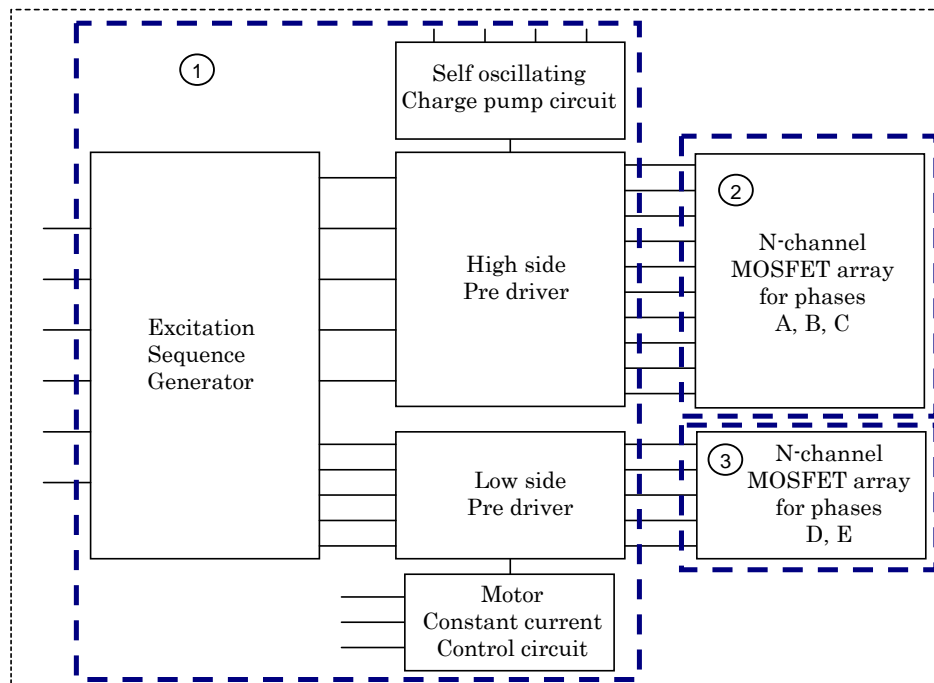 1
Self oscillating
Charge pump circuit
Excitation
Sequence
Generator
High side
Pre driver
2
N-channel
MOSFET array
for phases
A, B, C
Low side
Pre driver
3
N-channel
MOSFET array
for phases
D, E
Motor
Constant current
Control circuit